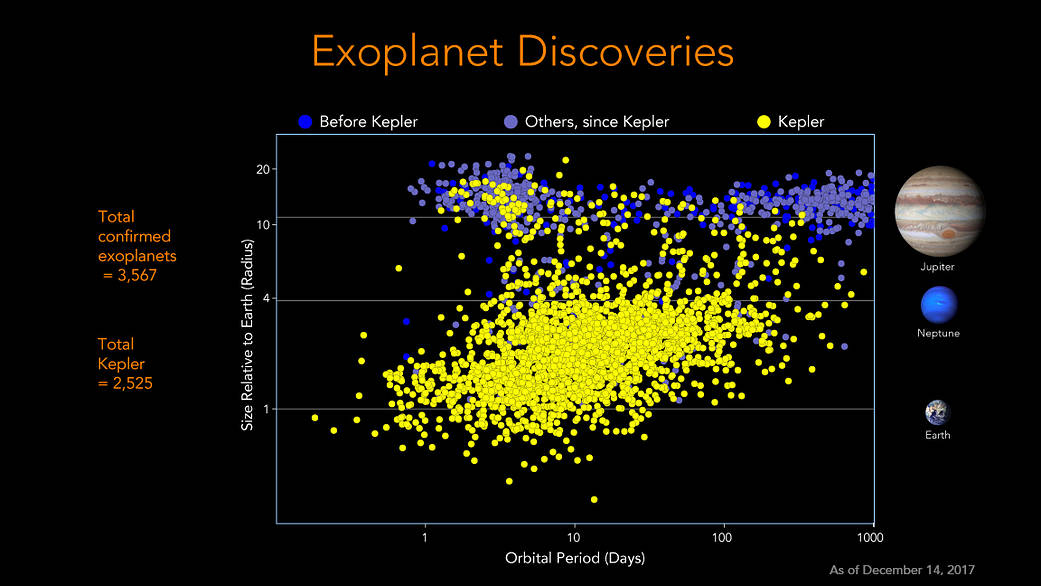 Exoplanet Discoveries
Before Kepler
Others, since Kepler
Kepler
Total
confirmed
exoplanets
= 3,567
Total
Kepler
= 2,525
Size Relative to Earth (Radius)
20
10
4
1
1
10
100
1000
Orbital Period (Days)
Jupiter
Neptune
Earth
As of December 14, 2017